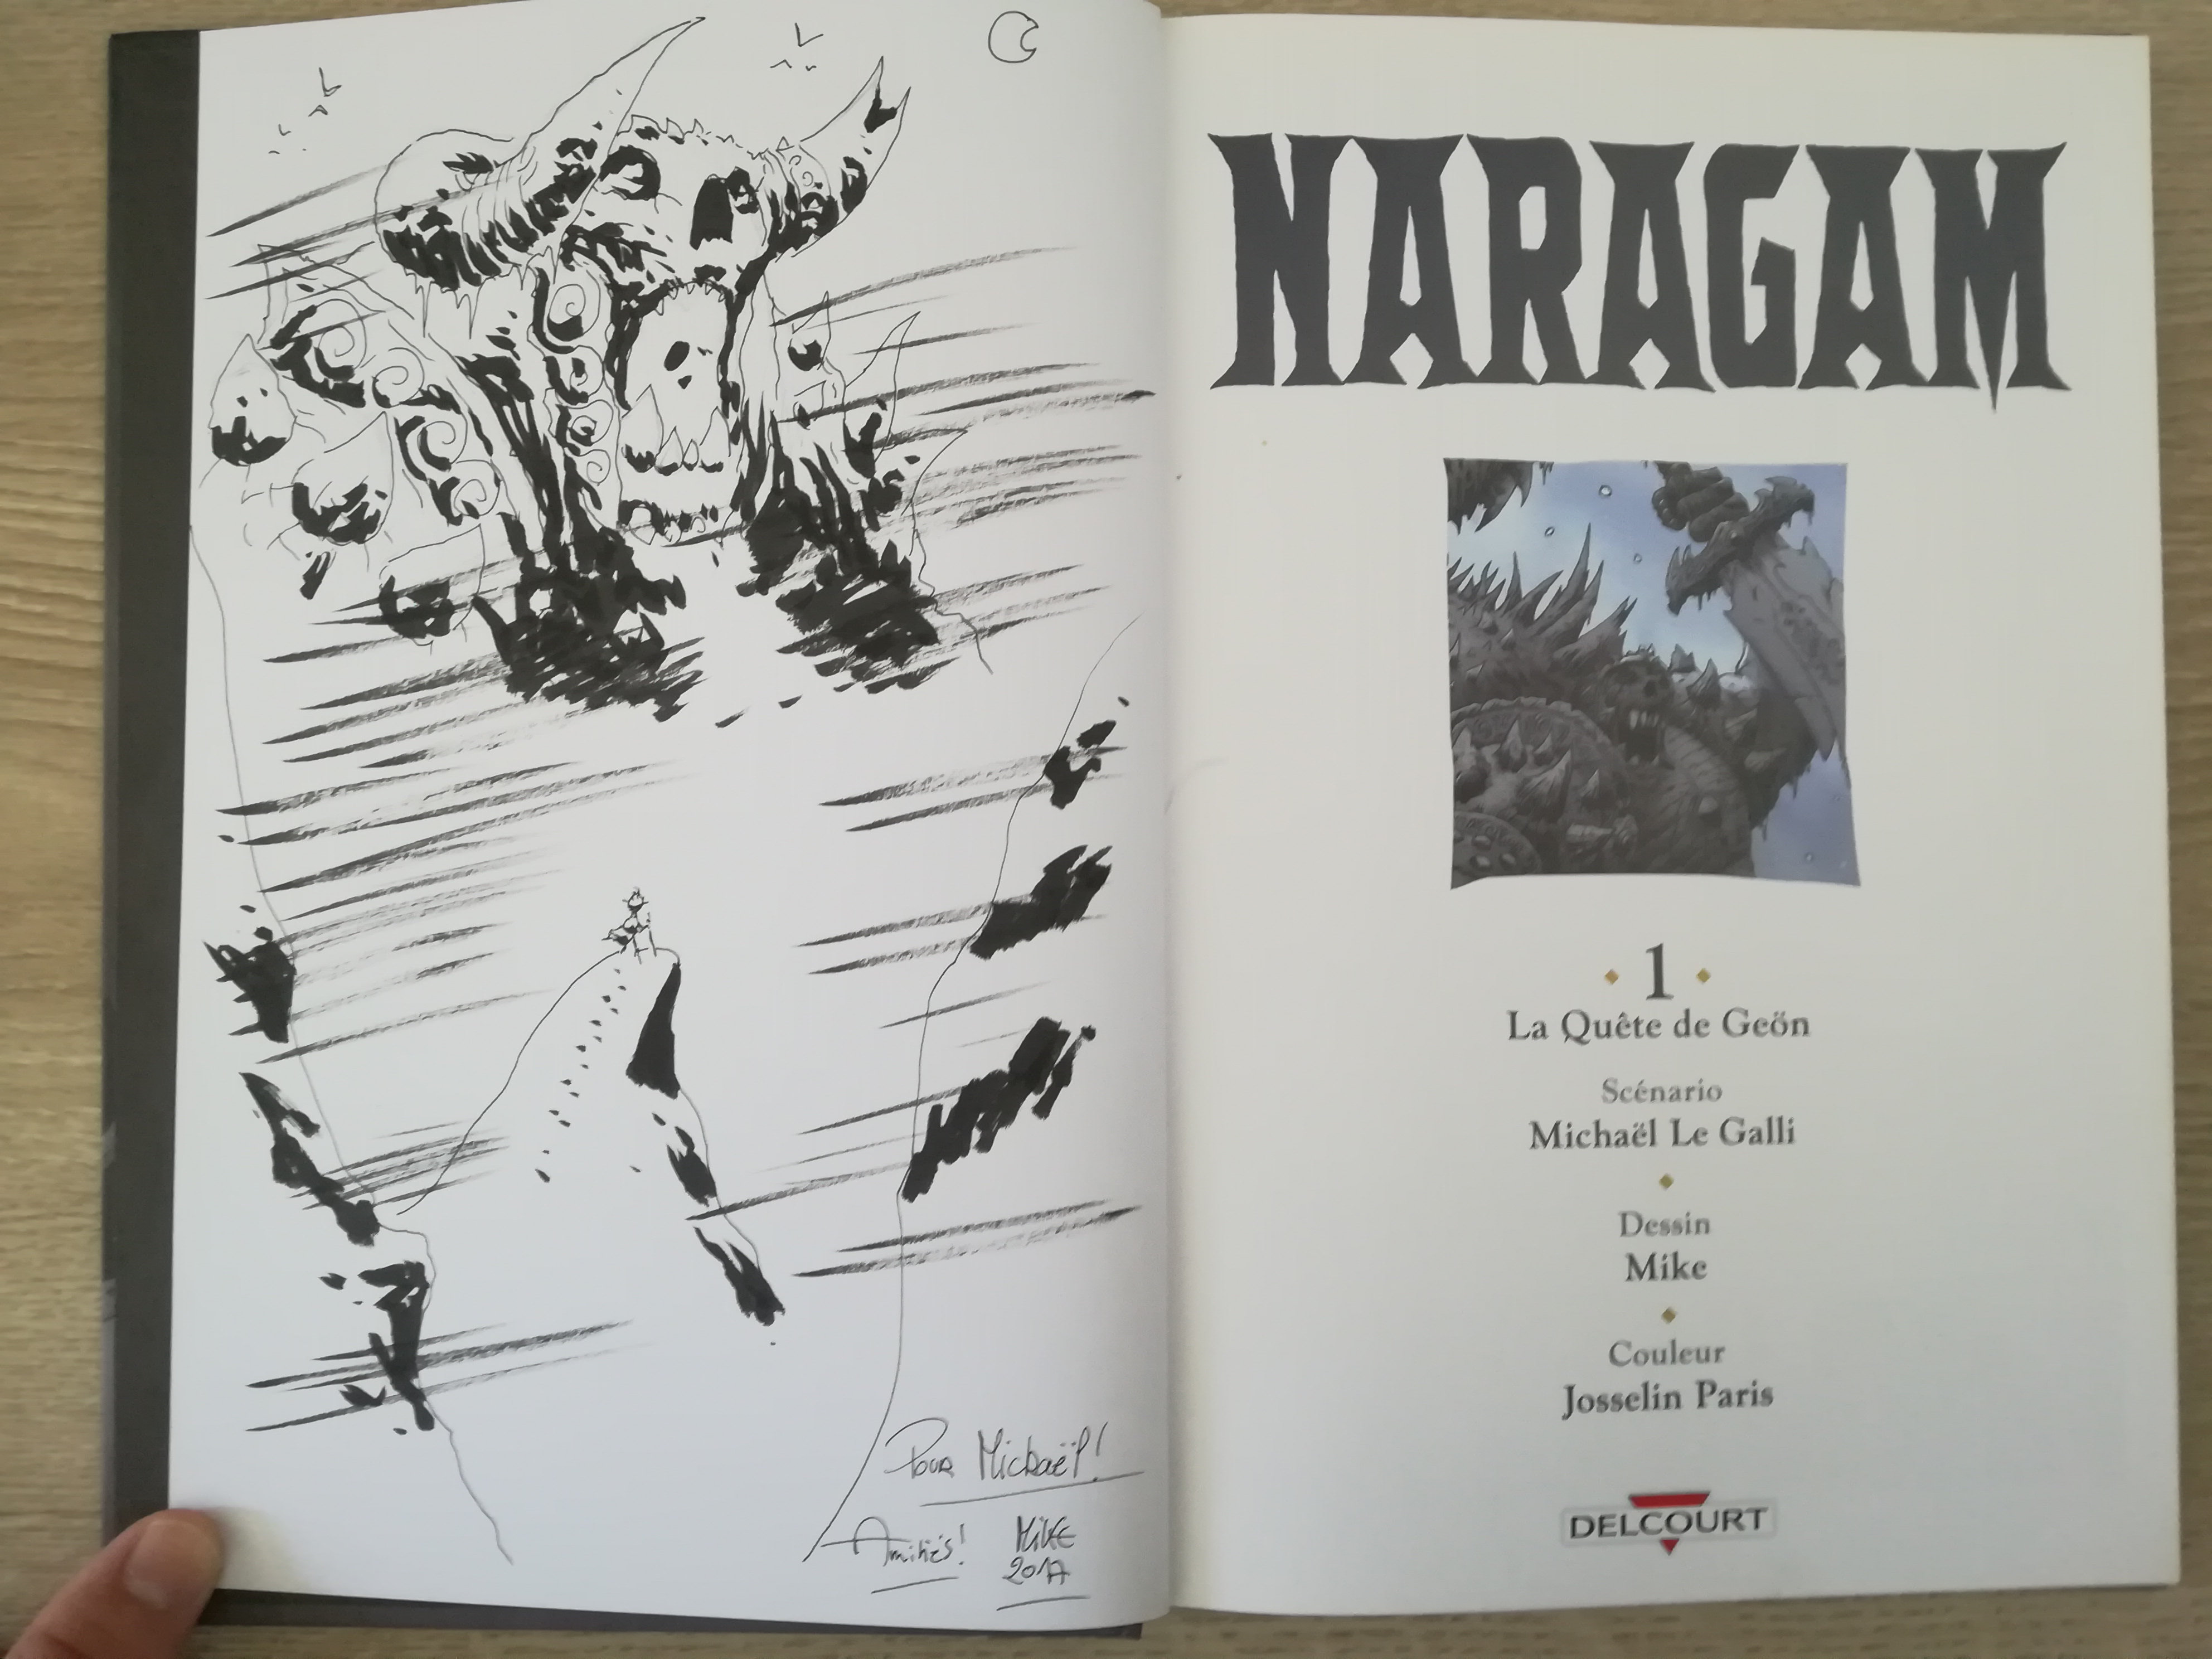 Pour Mickaël!
Amitiés!
MIKE
2017
NARAGAM
1
La Quête de Geön
Scénario
Michaël Le Galli
Dessin
Mike
Couleur
Josselin Paris
DELCOURT